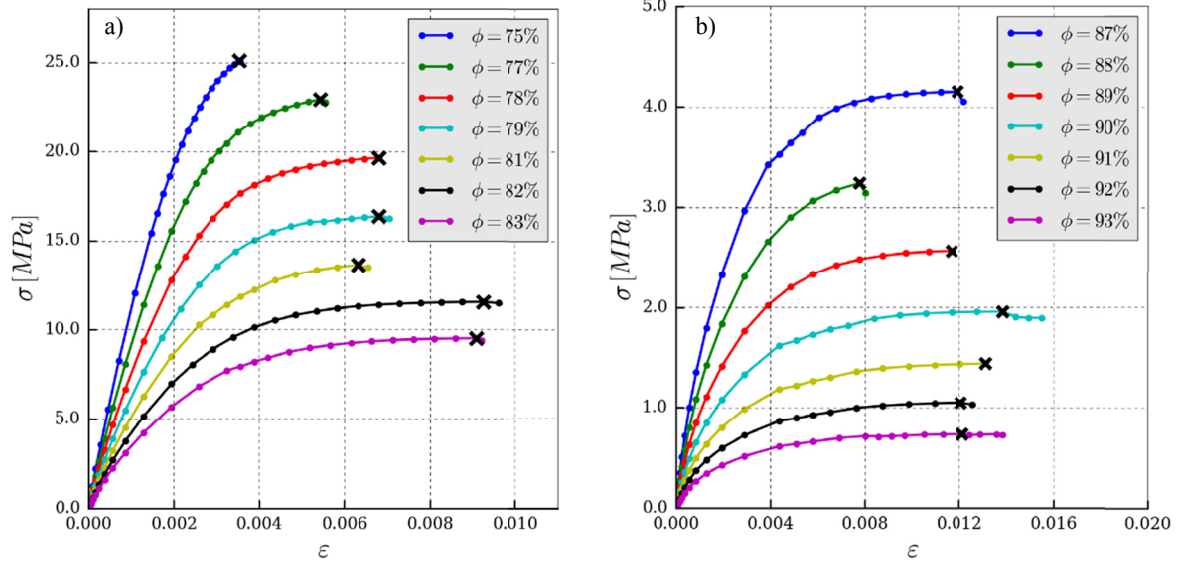 a)
σ [MPa]
25.0
20.0
15.0
10.0
5.0
0.0
0.000
0.002
0.004
0.006
0.008
0.010
ε
ϕ = 75%
ϕ = 77%
ϕ = 78%
ϕ = 79%
ϕ = 81%
ϕ = 82%
ϕ = 83%
b)
σ [MPa]
5.0
4.0
3.0
2.0
1.0
0.0
0.000
0.004
0.008
0.012
0.016
0.020
ε
ϕ = 87%
ϕ = 88%
ϕ = 89%
ϕ = 90%
ϕ = 91%
ϕ = 92%
ϕ = 93%